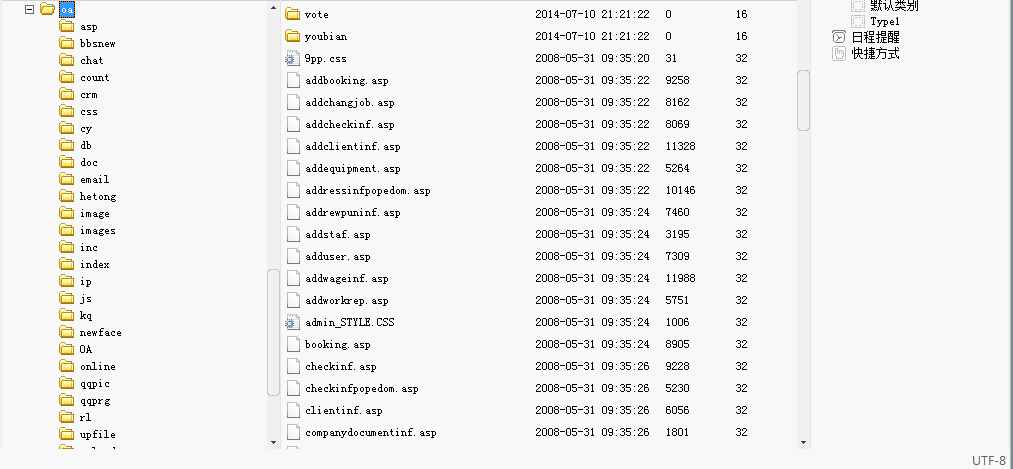 oa
asp
bbsnew
chat
count
crm
css
cy
db
doc
email
hetong
image
images
inc
index
ip
js
kq
newface
OA
online
qqpic
qqprg
rl
upfile
vote 2014-07-10 21:21:22 0 16
youbian 2014-07-10 21:21:22 0 16
9pp.css 2008-05-31 09:35:20 31 32
addbooking.asp 2008-05-31 09:35:22 9258 32
addchangjob.asp 2008-05-31 09:35:22 8162 32
addcheckinf.asp 2008-05-31 09:35:22 8069 32
addclientinf.asp 2008-05-31 09:35:22 11328 32
addequipment.asp 2008-05-31 09:35:22 5264 32
addressinfpopedom.asp 2008-05-31 09:35:22 10146 32
addrewpuninf.asp 2008-05-31 09:35:24 7460 32
addstaf.asp 2008-05-31 09:35:24 3195 32
adduser.asp 2008-05-31 09:35:24 7309 32
addwageinf.asp 2008-05-31 09:35:24 11988 32
addworkrep.asp 2008-05-31 09:35:24 5751 32
admin_STYLE.CSS 2008-05-31 09:35:24 1006 32
booking.asp 2008-05-31 09:35:24 8905 32
checkinf.asp 2008-05-31 09:35:26 9228 32
checkinfpopedom.asp 2008-05-31 09:35:26 5230 32
clientinf.asp 2008-05-31 09:35:26 6056 32
companydocumentinf.asp 2008-05-31 09:35:26 1801 32
默认类别
Type1
日程提醒
快捷方式
UTF-8